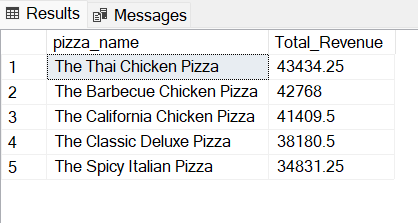 Results Messages
pizza_name Total_Revenue
1 The Thai Chicken Pizza 43434.25
2 The Barbecue Chicken Pizza 42768
3 The California Chicken Pizza 41409.5
4 The Classic Deluxe Pizza 38180.5
5 The Spicy Italian Pizza 34831.25